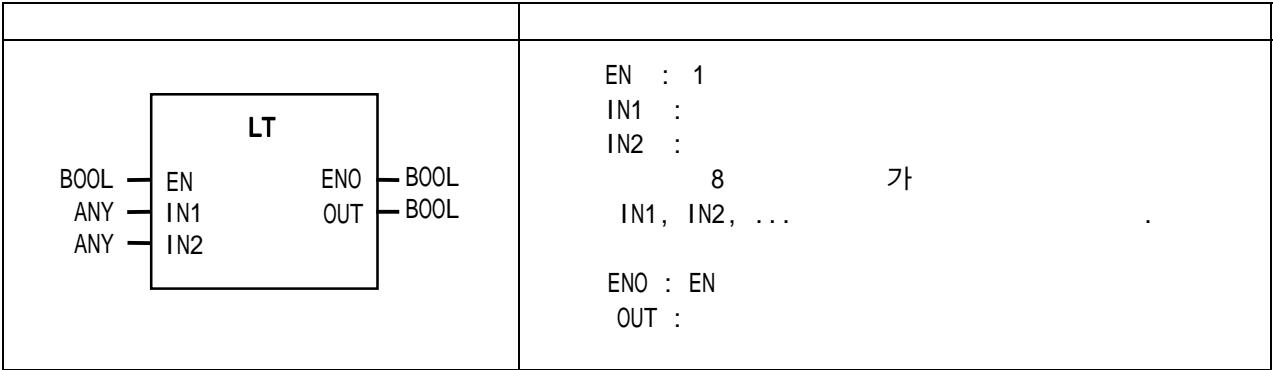 LT
BOOL EN ENO BOOL
ANY IN1 OUT BOOL
ANY IN2
EN : 1
IN1 :
IN2 :
8 가
IN1, IN2, ... .
ENO : EN
OUT :